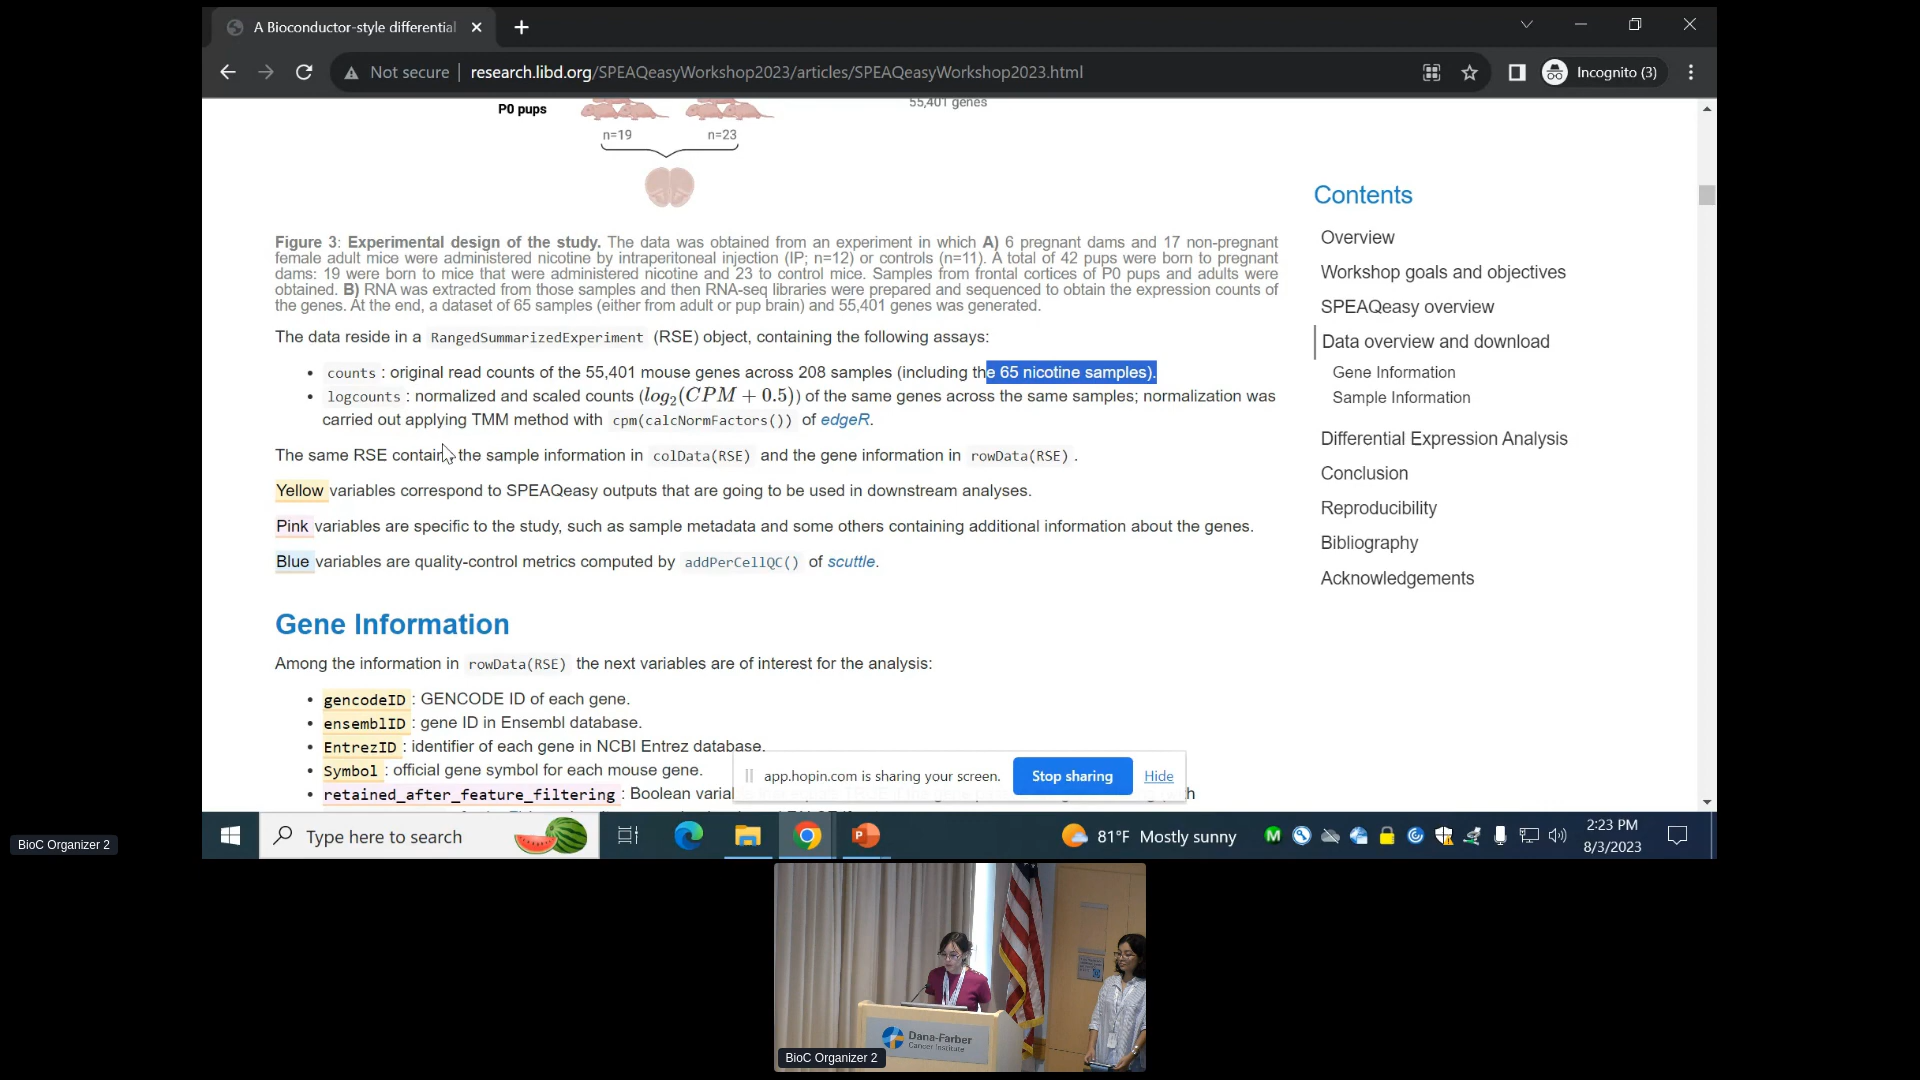 A Bioconductor-style differential
Not secure
research.libd.org/SPEAQeasyWorkshop2023/articles/SPEAQeasyWorkshop2023.html
Incognito (3)
P0 pups
55,401 genes
n=19
n=23
Figure 3: Experimental design of the study. The data was obtained from an experiment in which A) 6 pregnant dams and 17 non-pregnant
female adult mice were administered nicotine by intraperitoneal injection (IP; n=12) or controls (n=11). A total of 42 pups were born to pregnant
dams: 19 were born to mice that were administered nicotine and 23 to control mice. Samples from frontal cortices of P0 pups and adults were
obtained. B) RNA was extracted from those samples and then RNA-seq libraries were prepared and sequenced to obtain the expression counts of
the genes. At the end, a dataset of 65 samples (either from adult or pup brain) and 55,401 genes was generated.
The data reside in a RangedSummarizedExperiment (RSE) object, containing the following assays:
• counts : original read counts of the 55,401 mouse genes across 208 samples (including the 65 nicotine samples).
• logcounts : normalized and scaled counts (log2(CPM + 0.5)) of the same genes across the same samples; normalization was
carried out applying TMM method with cpm(calcNormFactors()) of edgeR.
The same RSE contains the sample information in colData(RSE) and the gene information in rowData(RSE) .
Yellow variables correspond to SPEAQeasy outputs that are going to be used in downstream analyses.
Pink variables are specific to the study, such as sample metadata and some others containing additional information about the genes.
Blue variables are quality-control metrics computed by addPerCellQC() of scuttle.
Gene Information
Among the information in rowData(RSE) the next variables are of interest for the analysis:
• gencodeID : GENCODE ID of each gene.
• ensemblID : gene ID in Ensembl database.
• EntrezID : identifier of each gene in NCBI Entrez database.
• Symbol : official gene symbol for each mouse gene.
• retained_after_feature_filtering : Boolean
Contents
Overview
Workshop goals and objectives
SPEAQeasy overview
Data overview and download
Gene Information
Sample Information
Differential Expression Analysis
Conclusion
Reproducibility
Bibliography
Acknowledgements
app.hopin.com is sharing your screen.
Stop sharing
Hide
Type here to search
81°F Mostly sunny
2:23 PM
8/3/2023
BioC Organizer 2
Dana-Farber
Cancer Institute
BioC Organizer 2